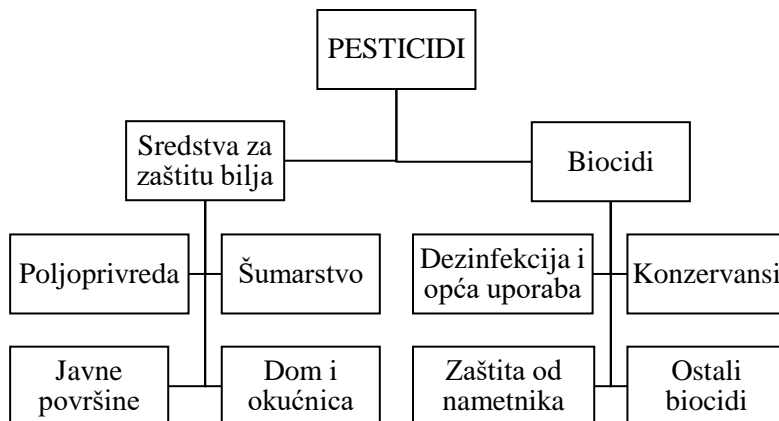 PESTICIDI
Sredstva za
zaštitu bilja
Biocidi
Poljoprivreda
Šumarstvo
Dezinfekcija i
opća uporaba
Konzervansi
Javne
površine
Dom i
okućnica
Zaštita od
nametnika
Ostali
biocidi